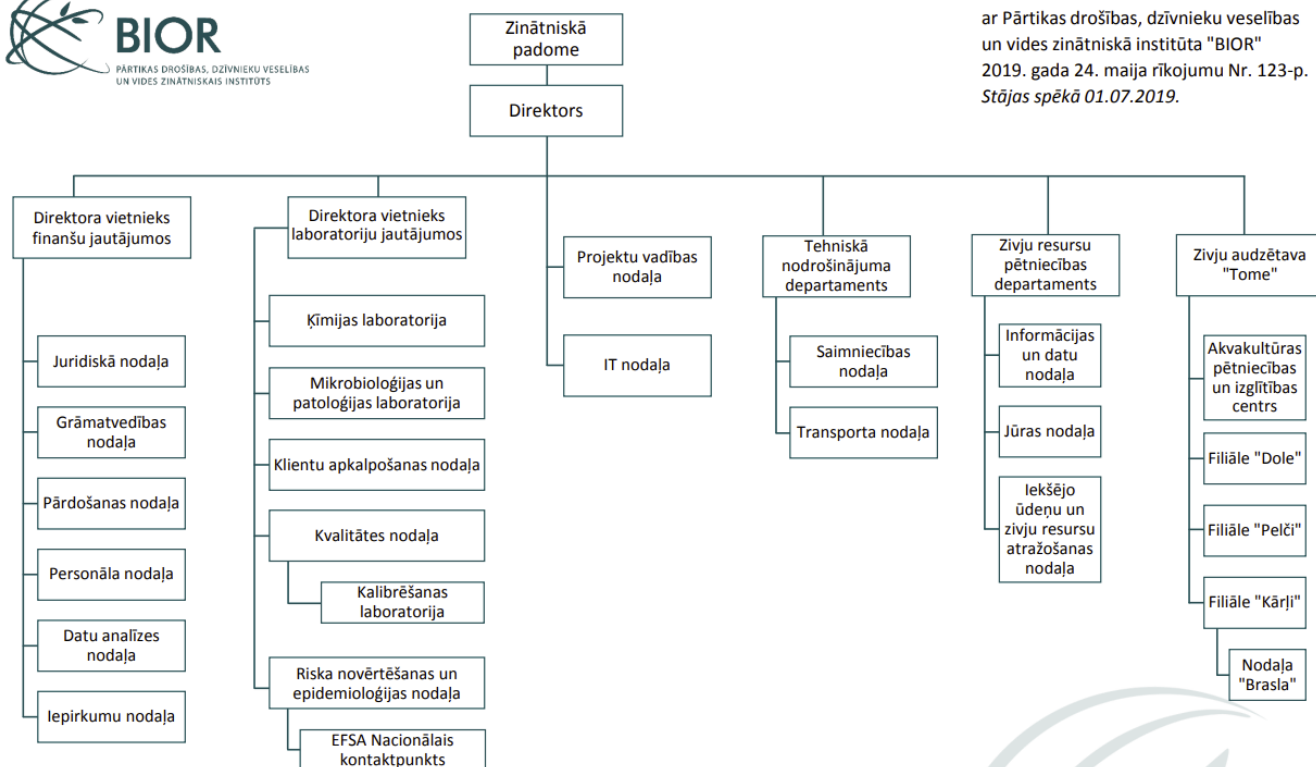 BIOR
PĀRTIKAS DROŠĪBAS, DZĪVNIEKU VESELĪBAS
UN VIDES ZINĀTNISKAIS INSTITŪTS
ar Pārtikas drošības, dzīvnieku veselības
un vides zinātniskā institūta "BIOR"
2019. gada 24. maija rīkojumu Nr. 123-p.
Stājas spēkā 01.07.2019.
Zinātniskā
padome
Direktors
Direktora vietnieks
finanšu jautājumos
Juridiskā nodaļa
Grāmatvedības
nodaļa
Pārdošanas nodaļa
Personāla nodaļa
Datu analīzes
nodaļa
Iepirkumu nodaļa
Direktora vietnieks
laboratoriju jautājumos
Ķīmijas laboratorija
Mikrobioloģijas un
patoloģijas laboratorija
Klientu apkalpošanas nodaļa
Kvalitātes nodaļa
Kalibrēšanas
laboratorija
Riska novērtēšanas un
epidemioloģijas nodaļa
EFSA Nacionālais
kontaktpunkts
Projektu vadības
nodaļa
IT nodaļa
Tehniskā
nodrošinājuma
departaments
Saimniecības
nodaļa
Transporta nodaļa
Zivju resursu
pētniecības
departaments
Informācijas
un datu
nodaļa
Jūras nodaļa
Iekšējo
ūdeņu un
zivju resursu
atražošanas
nodaļa
Zivju audzētava
"Tome"
Akvakultūras
pētniecības
un izglītības
centrs
Filiāle "Dole"
Filiāle "Pelči"
Filiāle "Kārļi"
Nodaļa
"Brasla"